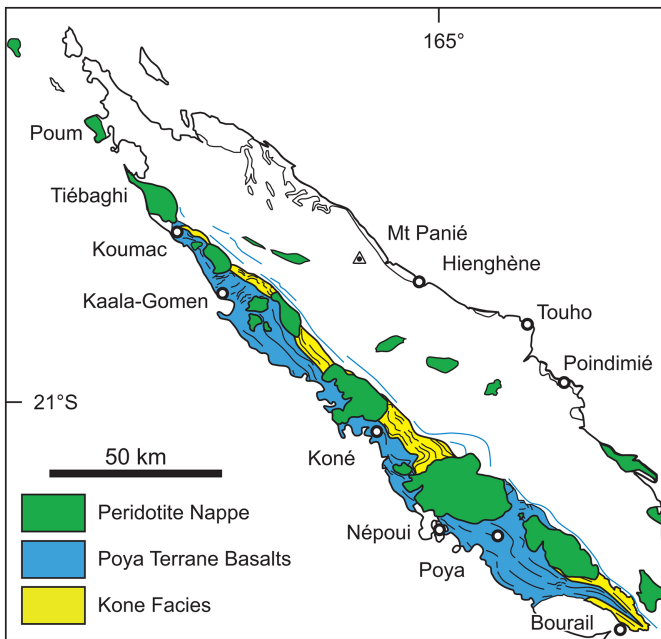 165°
Poum
Tiébaghi
Mt Panié
Koumac
Hienghène
Kaala-Gomen
Touho
Poindimié
21°S
50 km
Koné
Peridotite Nappe
Népoui
Poya Terrane Basalts
Poya
Kone Facies
Bourail